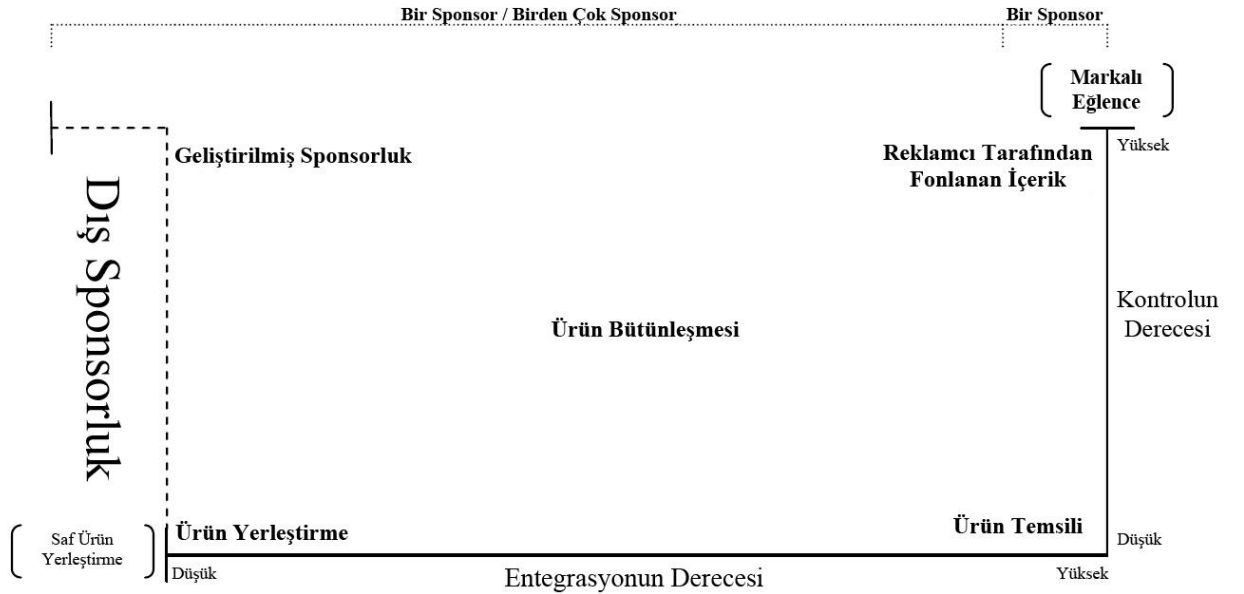 Bir Sponsor / Birden Çok Sponsor
Bir Sponsor
Markalı
Eğlence
Geliştirilmiş Sponsorluk
Reklamcı Tarafından
Fonlanan İçerik
Yüksek
Dış Sponsorluk
Ürün Bütünleşmesi
Kontrolun
Derecesi
Saf Ürün
Yerleştirme
Ürün Yerleştirme
Ürün Temsili
Düşük
Düşük
Entegrasyonun Derecesi
Yüksek